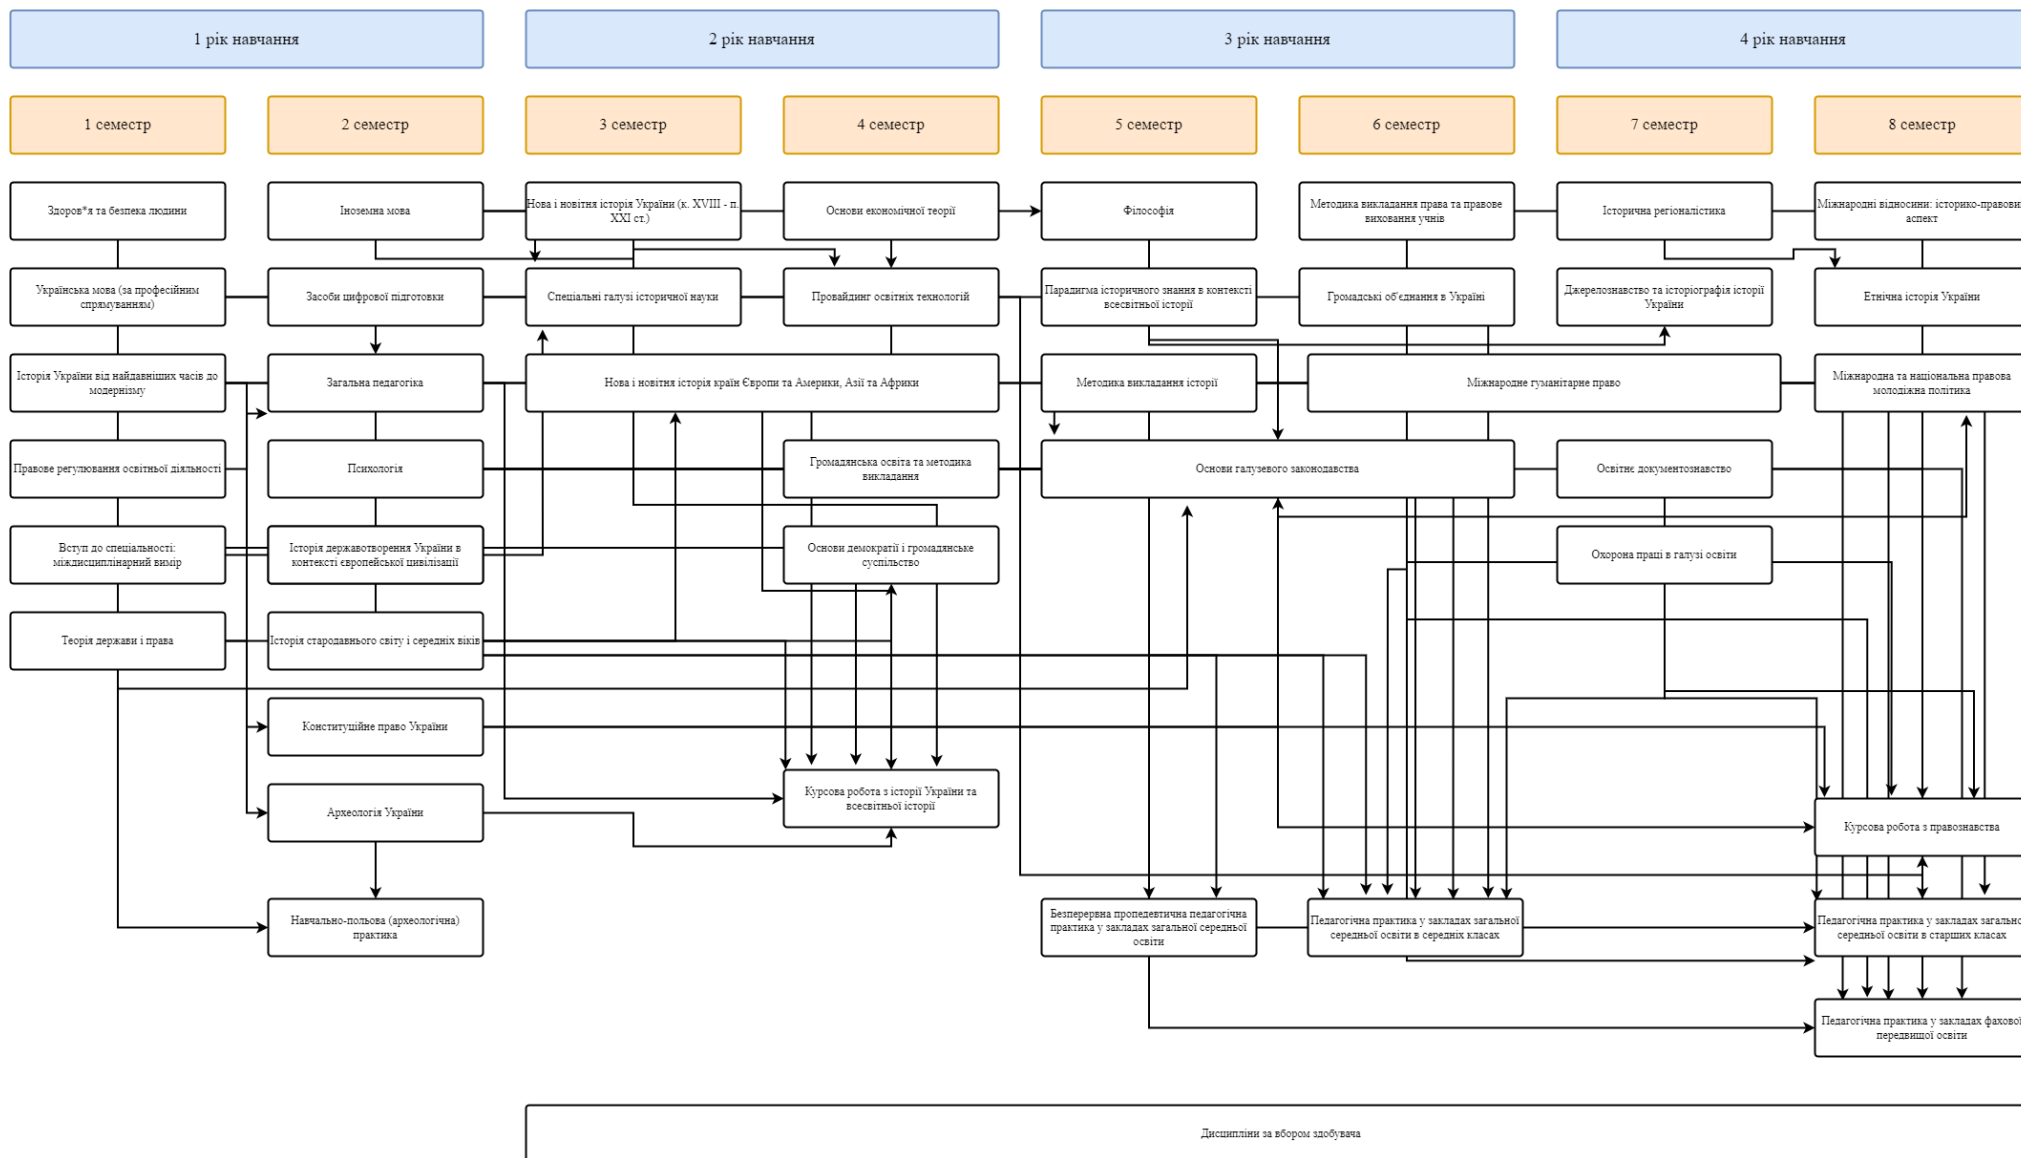 1 рік навчання
2 рік навчання
3 рік навчання
4 рік навчання
1 семестр
2 семестр
3 семестр
4 семестр
5 семестр
6 семестр
7 семестр
8 семестр
Здоров*я та безпека людини
Іноземна мова
Нова і новітня історія України (к. XVIII - п.
XXI ст.)
Основи економічної теорії
Філософія
Методика викладання права та правове
виховання учнів
Історична регіоналістика
Міжнародні відносини: історико-правовий
аспект
Українська мова (за професійним
спрямуванням)
Засоби цифрової підготовки
Спеціальні галузі історичної науки
Провайдинг освітніх технологій
Парадигма історичного знання в контексті
всесвітньої історії
Громадські об'єднання в Україні
Джерелознавство та історіографія історії
України
Етнічна історія України
Історія України від найдавніших часів до
модернізму
Загальна педагогіка
Нова і новітня історія країн Європи та Америки, Азії та Африки
Методика викладання історії
Міжнародне гуманітарне право
Міжнародна та національна правова
молодіжна політика
Правове регулювання освітньої діяльності
Психологія
Громадянська освіта та методика
викладання
Основи галузевого законодавства
Освітнє документознавство
Вступ до спеціальності:
міждисциплінарний вимір
Історія державотворення України в
контексті європейської цивілізації
Основи демократії і громадянське
суспільство
Охорона праці в галузі освіти
Теорія держави і права
Історія стародавнього світу і середніх віків
Конституційне право України
Археологія України
Курсова робота з історії України та
всесвітньої історії
Курсова робота з правознавства
Навчально-польова (археологічна)
практика
Безперервна пропедевтична педагогічна
практика у закладах загальної середньої
освіти
Педагогічна практика у закладах загальної
середньої освіти в середніх класах
Педагогічна практика у закладах загальної
середньої освіти в старших класах
Педагогічна практика у закладах фахової
передвищої освіти
Дисципліни за вбором здобувача